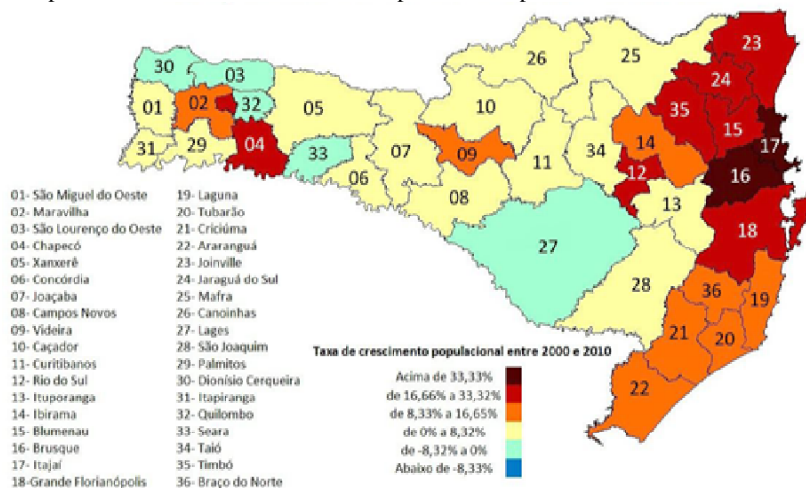 30
03
26
25
23
24
01
02
32
05
10
35
15
17
31
29
04
33
07
09
14
34
12
16
06
11
08
13
18
27
28
36
19
21
20
22
01- São Miguel do Oeste
02- Maravilha
03- São Lourenço do Oeste
04- Chapecó
05- Xanxerê
06- Concórdia
07- Joaçaba
08- Campos Novos
09- Videira
10- Caçador
11- Curitibanos
12- Rio do Sul
13- Ituporanga
14- Ibirama
15- Blumenau
16- Brusque
17- Itajaí
18-Grande Florianópolis
19- Laguna
20- Tubarão
21- Criciúma
22- Araranguá
23- Joinville
24- Jaraguá do Sul
25- Mafra
26- Canoinhas
27- Lages
28- São Joaquim
29- Palmitos
30- Dionísio Cerqueira
31- Itapiranga
32- Quilombo
33- Seara
34- Taió
35- Timbó
36- Braço do Norte
Taxa de crescimento populacional entre 2000 e 2010
Acima de 33,33%
de 16,66% a 33,32%
de 8,33% a 16,65%
de 0% a 8,32%
de -8,32% a 0%
Abaixo de -8,33%